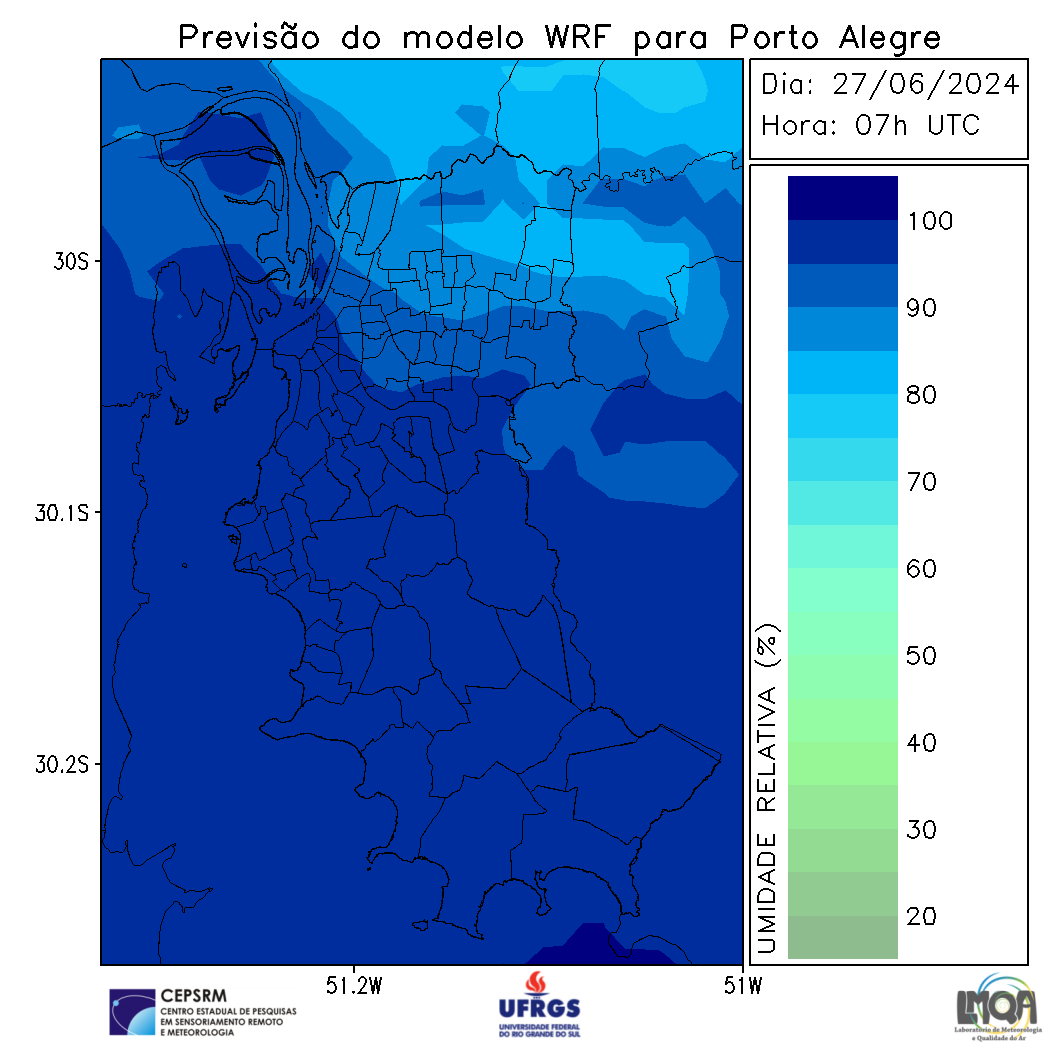 Previsão do modelo WRF para Porto Alegre
Dia: 27/06/2024
Hora: 07h UTC
30S
30.1S
30.2S
51.2W
51W
UMIDADE RELATIVA (%)
100
90
80
70
60
50
40
30
20
CEPSRM
CENTRO ESTADUAL DE PESQUISAS
EM SENSORIAMENTO REMOTO
E METEOROLOGIA
UFRGS
UNIVERSIDADE FEDERAL
DO RIO GRANDE DO SUL
LMQA
Laboratório de Meteorologia
e Qualidade do Ar